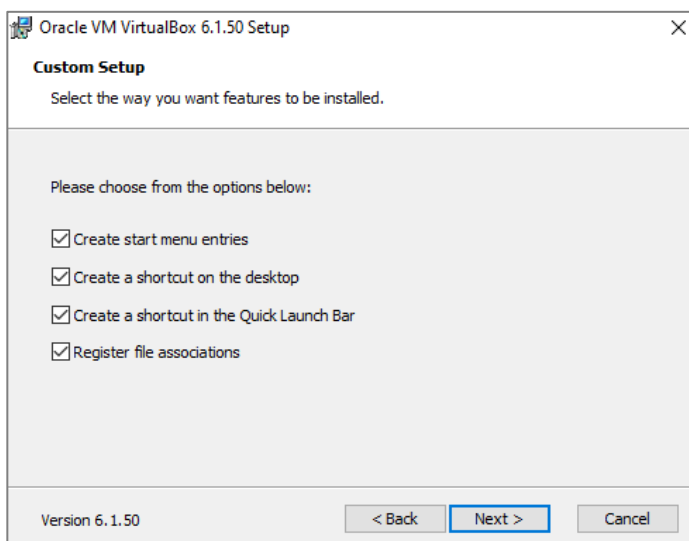 Oracle VM VirtualBox 6.1.50 Setup
Custom Setup
Select the way you want features to be installed.
Please choose from the options below:
Create start menu entries
Create a shortcut on the desktop
Create a shortcut in the Quick Launch Bar
Register file associations
Version 6.1.50
< Back
Next >
Cancel